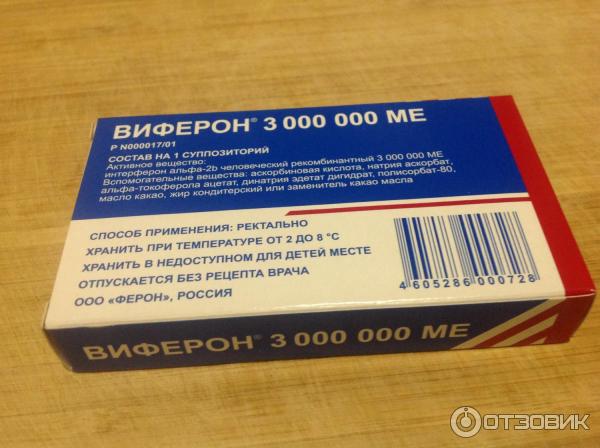 ВИФЕРОН® 3 000 000 МЕ
Р N000017/01
СОСТАВ НА 1 СУППОЗИТОРИЙ
Активное вещество:
интерферон альфа-2b человеческий рекомбинантный 3 000 000 МЕ
Вспомогательные вещества: аскорбиновая кислота, натрия аскорбат,
альфа-токоферола ацетат, динатрия эдетат дигидрат, полисорбат-80,
масло какао, жир кондитерский или заменитель какао масла
СПОСОБ ПРИМЕНЕНИЯ: РЕКТАЛЬНО
ХРАНИТЬ ПРИ ТЕМПЕРАТУРЕ ОТ 2 ДО 8 °С
ХРАНИТЬ В НЕДОСТУПНОМ ДЛЯ ДЕТЕЙ МЕСТЕ
ОТПУСКАЕТСЯ БЕЗ РЕЦЕПТА ВРАЧА
ООО «ФЕРОН», РОССИЯ
4 605286 000728
ВИФЕРОН® 3 000 000 МЕ
ОТЗОВИК